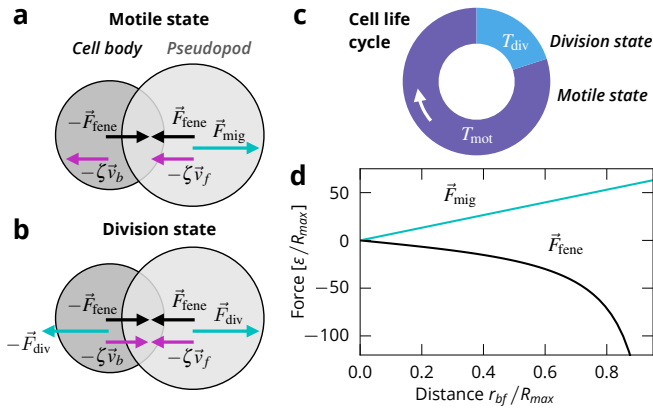 a
Motile state
Cell body
Pseudopod
−F⃗fene
F⃗fene
F⃗mig
−ζv⃗b
−ζv⃗f
b
Division state
−F⃗fene
F⃗fene
F⃗div
−F⃗div
−ζv⃗b
−ζv⃗f
c
Cell life
cycle
Tdiv
Division state
Motile state
Tmot
d
50
0
−50
−100
Force [ε/Rmax]
F⃗mig
F⃗fene
0.0 0.2 0.4 0.6 0.8
Distance rbf/Rmax